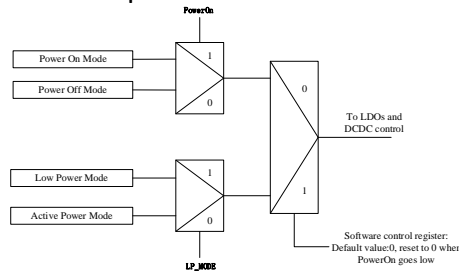 PowerOn
Power On Mode
1
Power Off Mode
0
0
To LDOs and
DCDC control
Low Power Mode
1
1
Active Power Mode
0
Software control register:
Default value:0, reset to 0 when
PowerOn goes low
LP_MODE